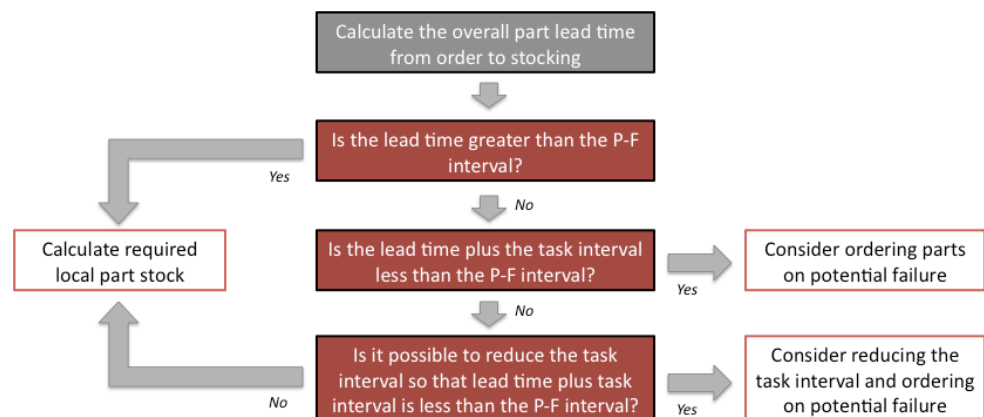 Calculate the overall part lead time
from order to stocking
Is the lead time greater than the P-F
interval?
Yes
No
Calculate required
local part stock
Is the lead time plus the task interval
less than the P-F interval?
Yes
Consider ordering parts
on potential failure
No
Is it possible to reduce the task
interval so that lead time plus task
interval is less than the P-F interval?
No
Yes
Consider reducing the
task interval and ordering
on potential failure